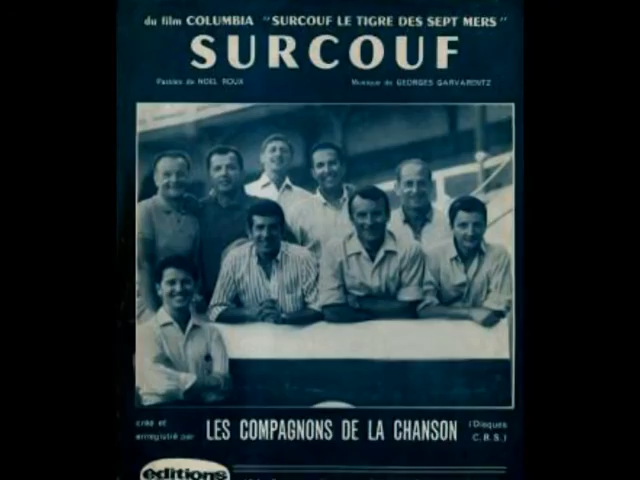 du film COLUMBIA "SURCOUF LE TIGRE DES SEPT MERS"
SURCOUF
Paroles de NOEL ROUX
Musique de GEORGES GARVARENTZ
créé et
enregistré par
LES COMPAGNONS DE LA CHANSON
(Disques
C.B.S.)
éditions